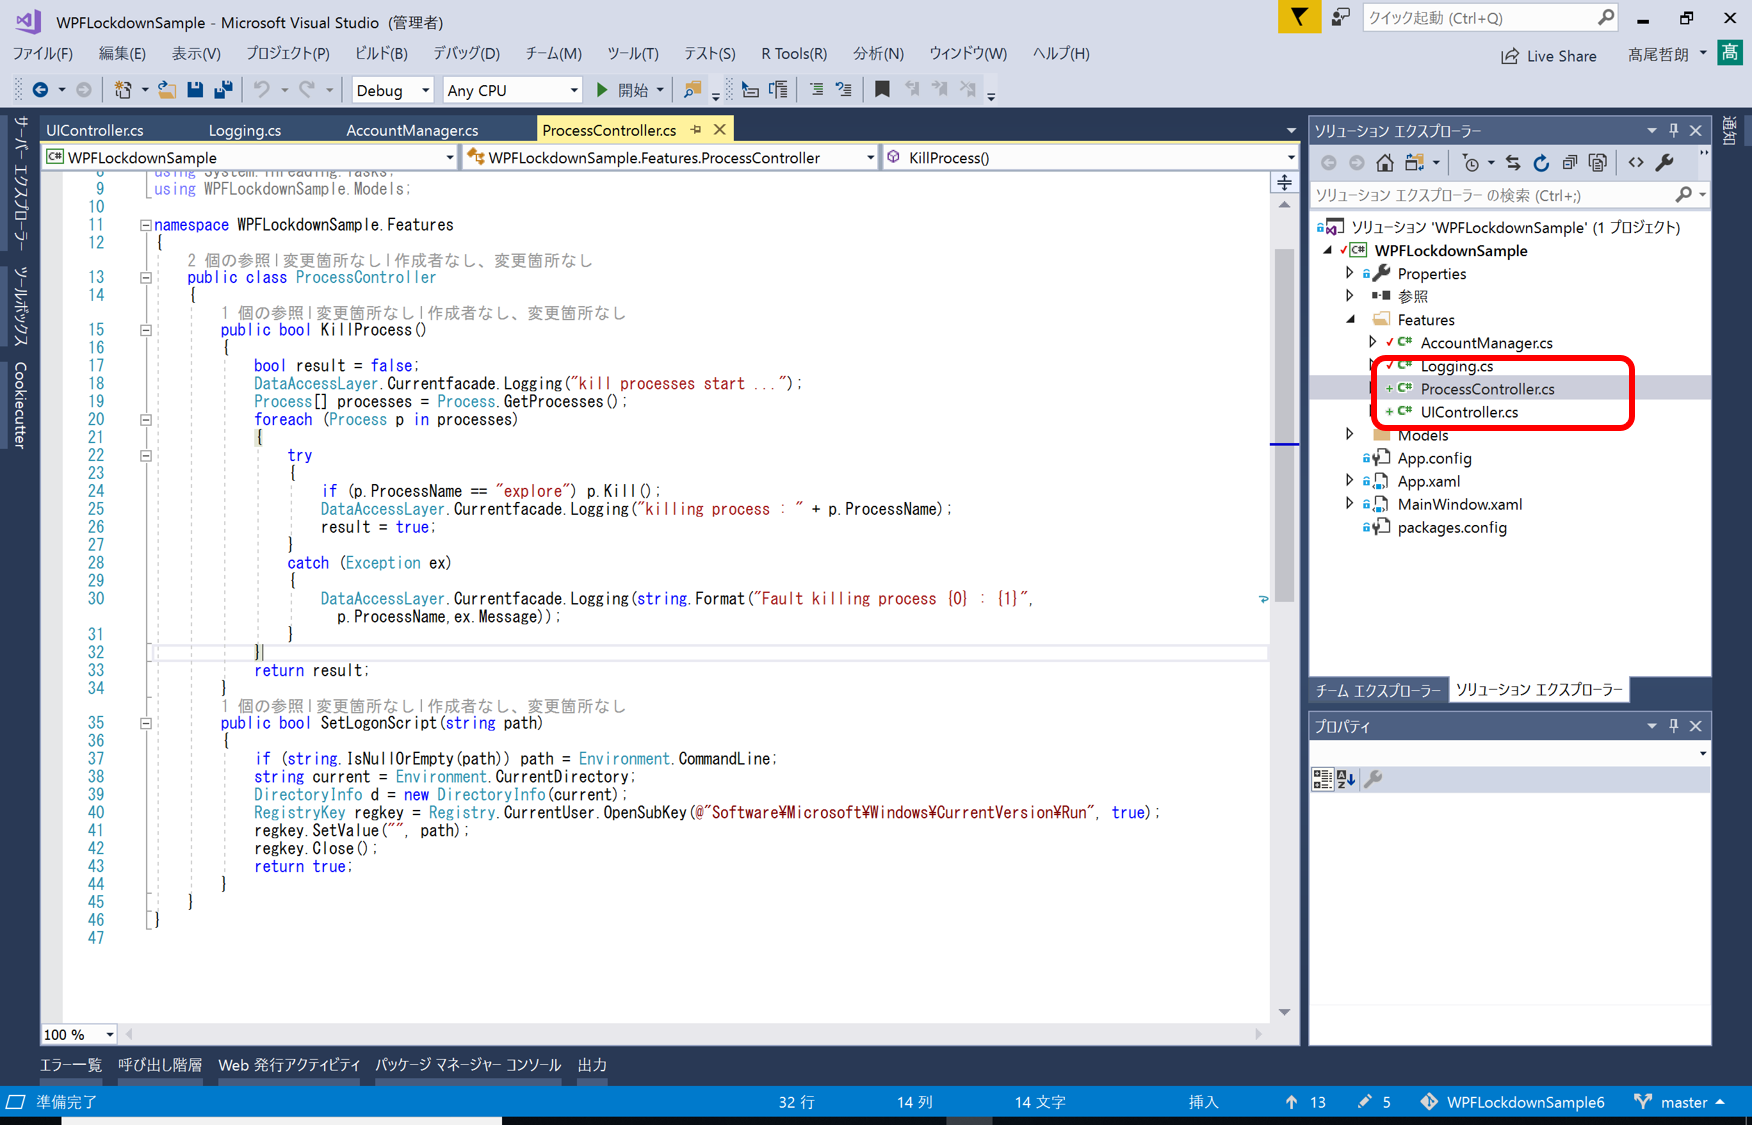 WPFLockdownSample - Microsoft Visual Studio (管理者)
クイック起動 (Ctrl+Q)
ファイル(F) 編集(E) 表示(V) プロジェクト(P) ビルド(B) デバッグ(D) チーム(M) ツール(T) テスト(S) R Tools(R) 分析(N) ウィンドウ(W) ヘルプ(H)
Live Share 髙尾哲朗 髙
Debug Any CPU 開始
サーバー エクスプローラー
ツールボックス
Cookiecutter
UIController.cs Logging.cs AccountManager.cs ProcessController.cs
C# WPFLockdownSample WPFLockdownSample.Features.ProcessController KillProcess()
8 using System.Threading.Tasks;
9 using WPFLockdownSample.Models;
10
11 namespace WPFLockdownSample.Features
12 {
2 個の参照|変更箇所なし|作成者なし、変更箇所なし
13 public class ProcessController
14 {
1 個の参照|変更箇所なし|作成者なし、変更箇所なし
15 public bool KillProcess()
16 {
17 bool result = false;
18 DataAccessLayer.Currentfacade.Logging("kill processes start ...");
19 Process[] processes = Process.GetProcesses();
20 foreach (Process p in processes)
21 {
22 try
23 {
24 if (p.ProcessName == "explore") p.Kill();
25 DataAccessLayer.Currentfacade.Logging("killing process : " + p.ProcessName);
26 result = true;
27 }
28 catch (Exception ex)
29 {
30 DataAccessLayer.Currentfacade.Logging(string.Format("Fault killing process {0} : {1}",
p.ProcessName,ex.Message));
31 }
32 }
33 return result;
34 }
1 個の参照|変更箇所なし|作成者なし、変更箇所なし
35 public bool SetLogonScript(string path)
36 {
37 if (string.IsNullOrEmpty(path)) path = Environment.CommandLine;
38 string current = Environment.CurrentDirectory;
39 DirectoryInfo d = new DirectoryInfo(current);
40 RegistryKey regkey = Registry.CurrentUser.OpenSubKey(@"Software¥Microsoft¥Windows¥CurrentVersion¥Run", true);
41 regkey.SetValue("", path);
42 regkey.Close();
43 return true;
44 }
45 }
46 }
47
100 %
ソリューション エクスプローラー
ソリューション エクスプローラー の検索 (Ctrl+;)
ソリューション 'WPFLockdownSample' (1 プロジェクト)
C# WPFLockdownSample
Properties
参照
Features
C# AccountManager.cs
C# Logging.cs
+ C# ProcessController.cs
+ C# UIController.cs
Models
App.config
App.xaml
MainWindow.xaml
packages.config
チーム エクスプローラー ソリューション エクスプローラー
プロパティ
通知
エラー一覧 呼び出し階層 Web 発行アクティビティ パッケージ マネージャー コンソール 出力
準備完了 32 行 14 列 14 文字 挿入 13 5 WPFLockdownSample6 master